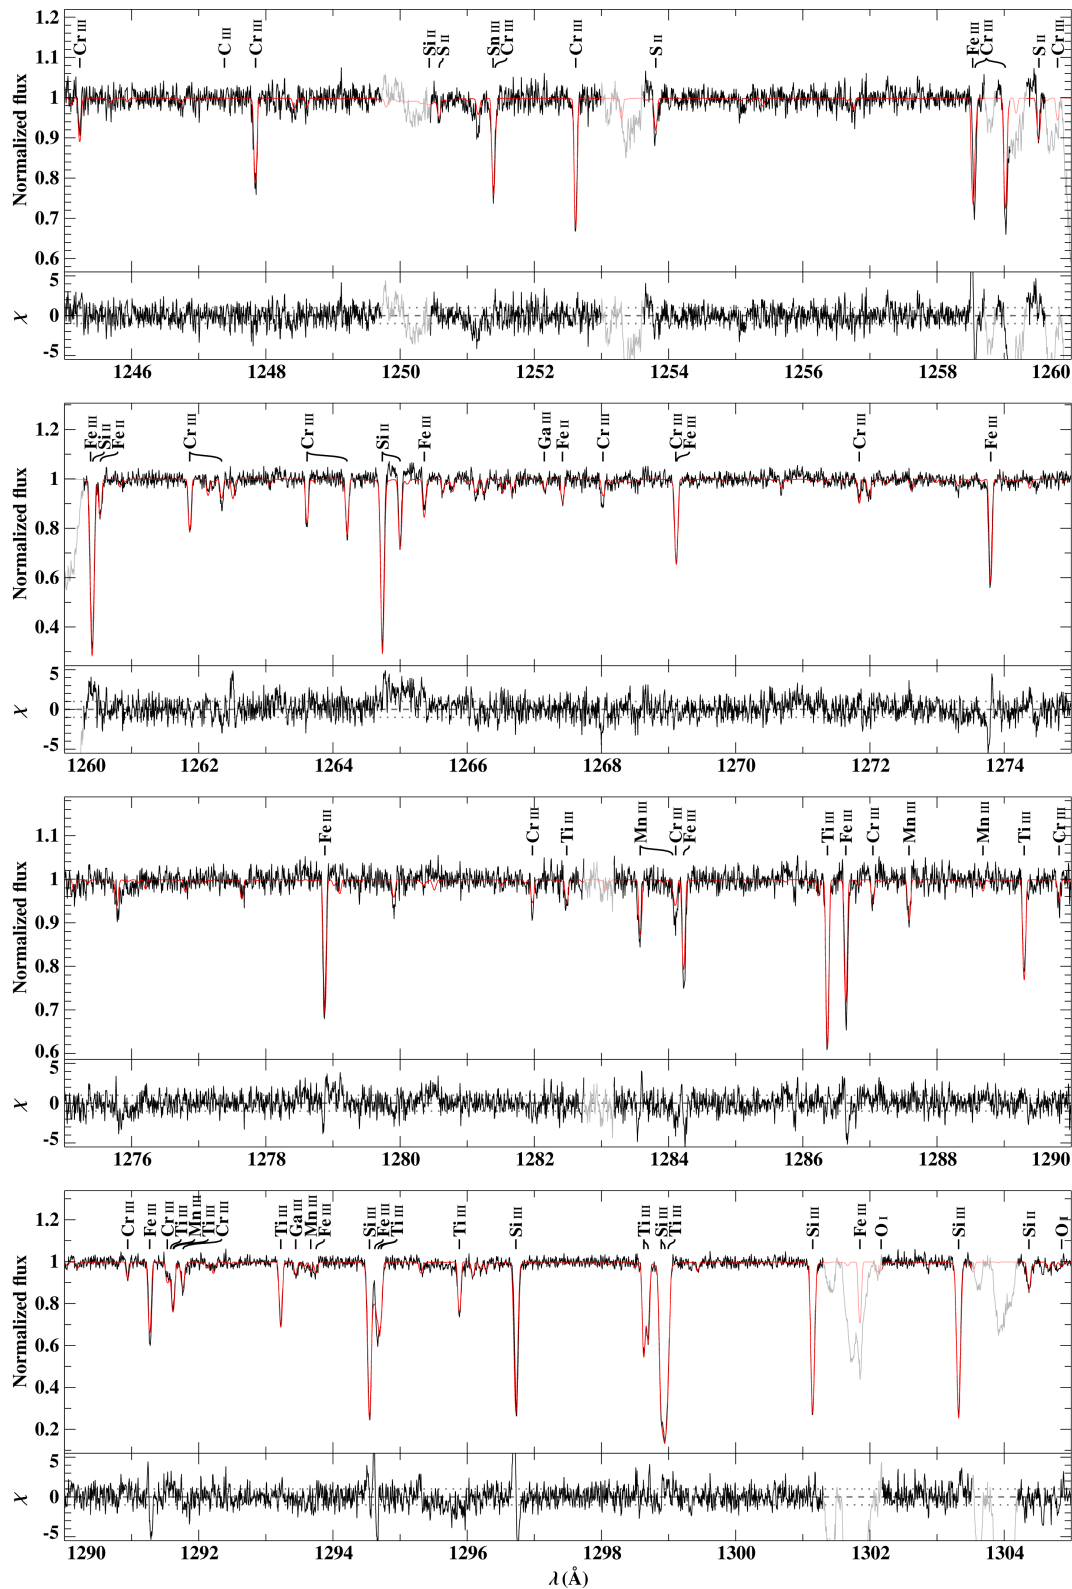 Cr III
C III
Cr III
Si II
S II
Sn III
Cr III
Cr III
S II
Fe III
Cr III
S II
Cr III
Normalized flux
1.2
1.1
1
0.9
0.8
0.7
0.6
χ
5
0
-5
1246 1248 1250 1252 1254 1256 1258 1260
Fe III
Si II
Fe II
Cr III
Cr III
Si II
Fe III
Ga III
Fe II
Cr III
Cr III
Fe III
Cr III
Fe III
Normalized flux
1.2
1
0.8
0.6
0.4
χ
5
0
-5
1260 1262 1264 1266 1268 1270 1272 1274
Fe III
Cr III
Ti III
Mn III
Cr III
Fe III
Ti III
Fe III
Cr III
Mn III
Mn III
Ti III
Cr III
Normalized flux
1.1
1
0.9
0.8
0.7
0.6
χ
5
0
-5
1276 1278 1280 1282 1284 1286 1288 1290
Cr III
Fe III
Cr III
Ti III
Mn III
Ti III
Cr III
Ti III
Ga II
Mn III
Fe III
Si III
Fe III
Ti III
Ti III
Si III
Ti III
Si III
Ti III
Si III
Fe III
O I
Si III
Si II
O I
Normalized flux
1.2
1
0.8
0.6
0.4
0.2
χ
5
0
-5
1290 1292 1294 1296 1298 1300 1302 1304
λ (Å)